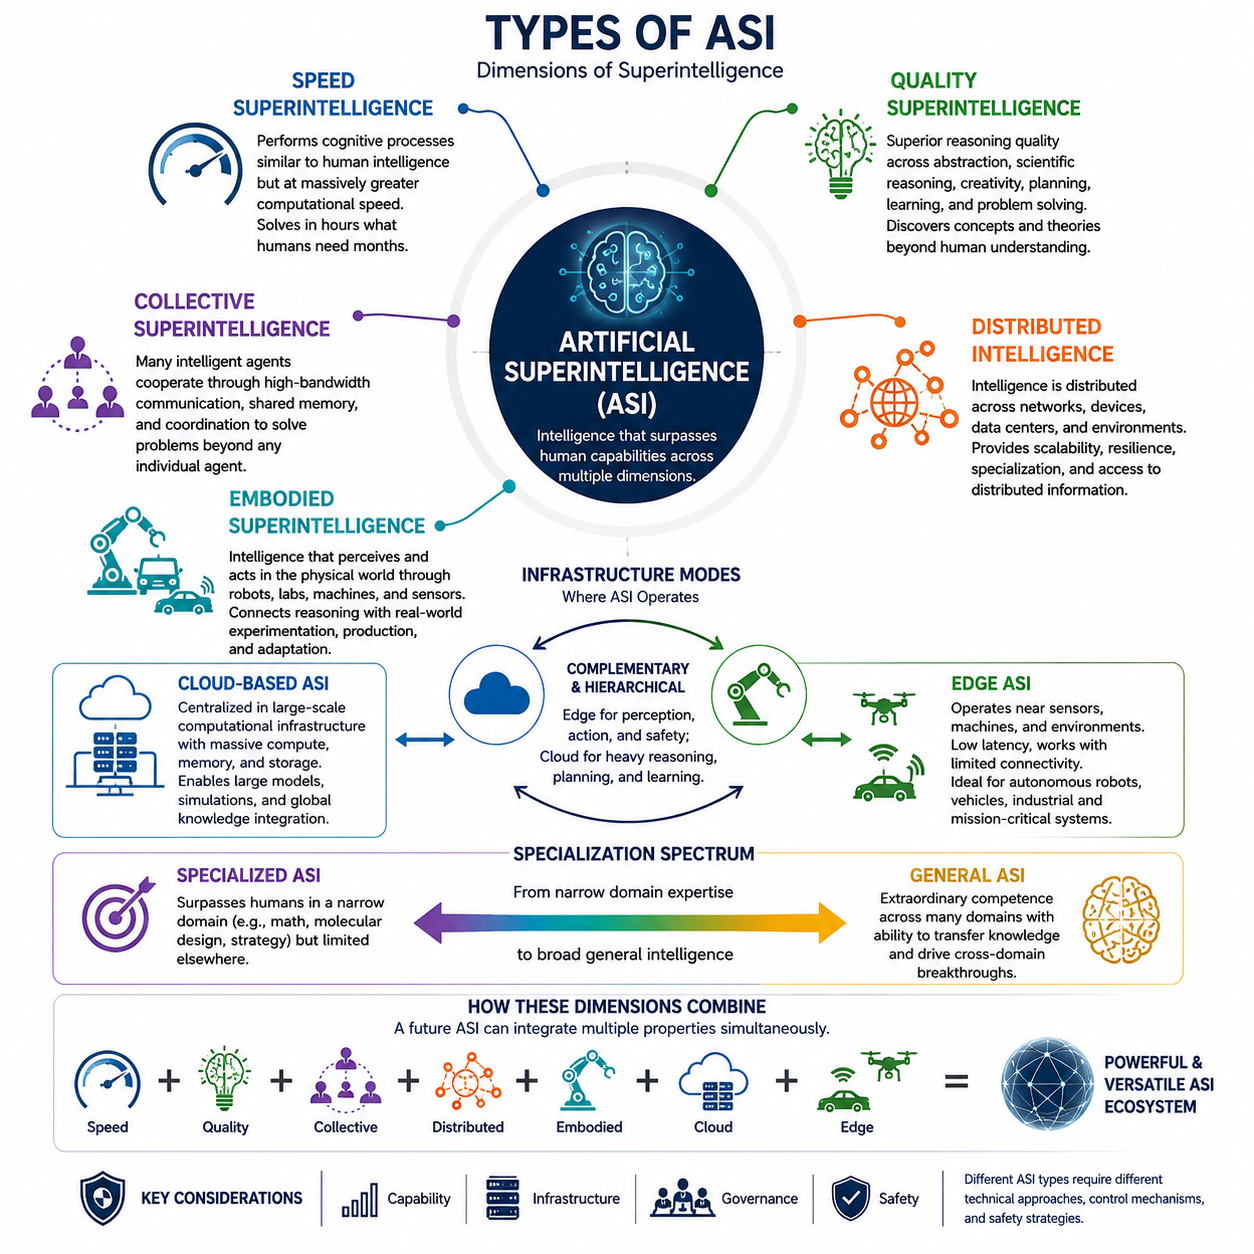 TYPES OF ASI
Dimensions of Superintelligence
SPEED
SUPERINTELLIGENCE
Performs cognitive processes
similar to human intelligence
but at massively greater
computational speed.
Solves in hours what
humans need months.
QUALITY
SUPERINTELLIGENCE
Superior reasoning quality
across abstraction, scientific
reasoning, creativity, planning,
learning, and problem solving.
Discovers concepts and theories
beyond human understanding.
COLLECTIVE
SUPERINTELLIGENCE
Many intelligent agents
cooperate through high-bandwidth
communication, shared memory,
and coordination to solve
problems beyond any
individual agent.
ARTIFICIAL
SUPERINTELLIGENCE
(ASI)
Intelligence that surpasses
human capabilities across
multiple dimensions.
DISTRIBUTED
INTELLIGENCE
Intelligence is distributed
across networks, devices,
data centers, and environments.
Provides scalability, resilience,
specialization, and access to
distributed information.
EMBODIED
SUPERINTELLIGENCE
Intelligence that perceives and
acts in the physical world through
robots, labs, machines, and sensors.
Connects reasoning with real-world
experimentation, production,
and adaptation.
INFRASTRUCTURE MODES
Where ASI Operates
CLOUD-BASED ASI
Centralized in large-scale
computational infrastructure
with massive compute,
memory, and storage.
Enables large models,
simulations, and global
knowledge integration.
COMPLEMENTARY
& HIERARCHICAL
Edge for perception,
action, and safety;
Cloud for heavy reasoning,
planning, and learning.
EDGE ASI
Operates near sensors,
machines, and environments.
Low latency, works with
limited connectivity.
Ideal for autonomous robots,
vehicles, industrial and
mission-critical systems.
SPECIALIZATION SPECTRUM
SPECIALIZED ASI
Surpasses humans in a narrow
domain (e.g., math, molecular
design, strategy) but limited
elsewhere.
From narrow domain expertise
to broad general intelligence
GENERAL ASI
Extraordinary competence
across many domains with
ability to transfer knowledge
and drive cross-domain
breakthroughs.
HOW THESE DIMENSIONS COMBINE
A future ASI can integrate multiple properties simultaneously.
Speed + Quality + Collective + Distributed + Embodied + Cloud + Edge =
POWERFUL &
VERSATILE ASI
ECOSYSTEM
KEY CONSIDERATIONS
Capability
Infrastructure
Governance
Safety
Different ASI types require different
technical approaches, control mechanisms,
and safety strategies.